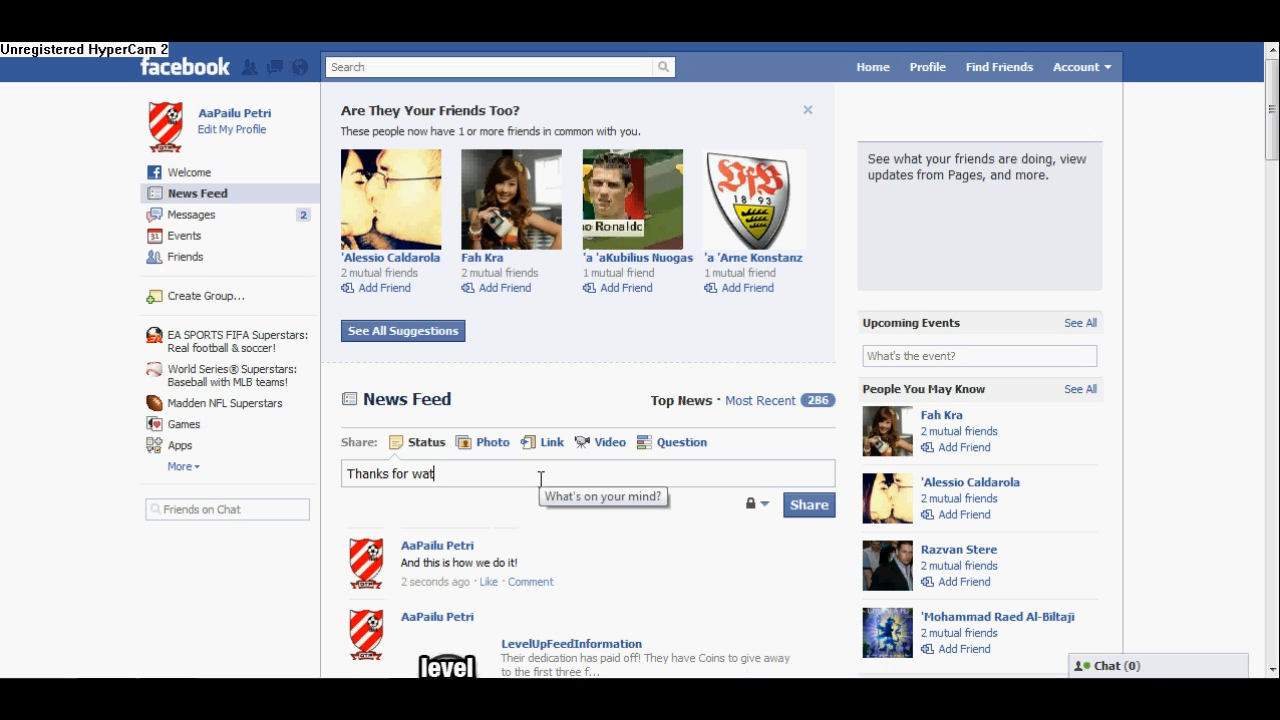 Unregistered HyperCam 2
facebook
Search
Home Profile Find Friends Account
AaPailu Petri
Edit My Profile
Welcome
News Feed
Messages 2
31 Events
Friends
Create Group...
EA SPORTS FIFA Superstars:
Real football & soccer!
World Series® Superstars:
Baseball with MLB teams!
Madden NFL Superstars
Games
Apps
More
Friends on Chat
Are They Your Friends Too?
These people now have 1 or more friends in common with you.
no Ronaldo
VfB
1893
'Alessio Caldarola
2 mutual friends
Add Friend
Fah Kra
2 mutual friends
Add Friend
'a 'aKubilius Nuogas
1 mutual friend
Add Friend
'a 'Arne Konstanz
1 mutual friend
Add Friend
See All Suggestions
News Feed
Top News · Most Recent 286
Share: Status Photo Link Video Question
Thanks for wat
What's on your mind?
Share
AaPailu Petri
And this is how we do it!
2 seconds ago · Like · Comment
AaPailu Petri
LevelUpFeedInformation
Their dedication has paid off! They have Coins to give away
to the first three f...
level
See what your friends are doing, view
updates from Pages, and more.
Upcoming Events See All
What's the event?
People You May Know See All
Fah Kra
2 mutual friends
Add Friend
'Alessio Caldarola
2 mutual friends
Add Friend
Razvan Stere
2 mutual friends
Add Friend
'Mohammad Raed Al-Biltaji
2 mutual friends
Add Friend
Chat (0)